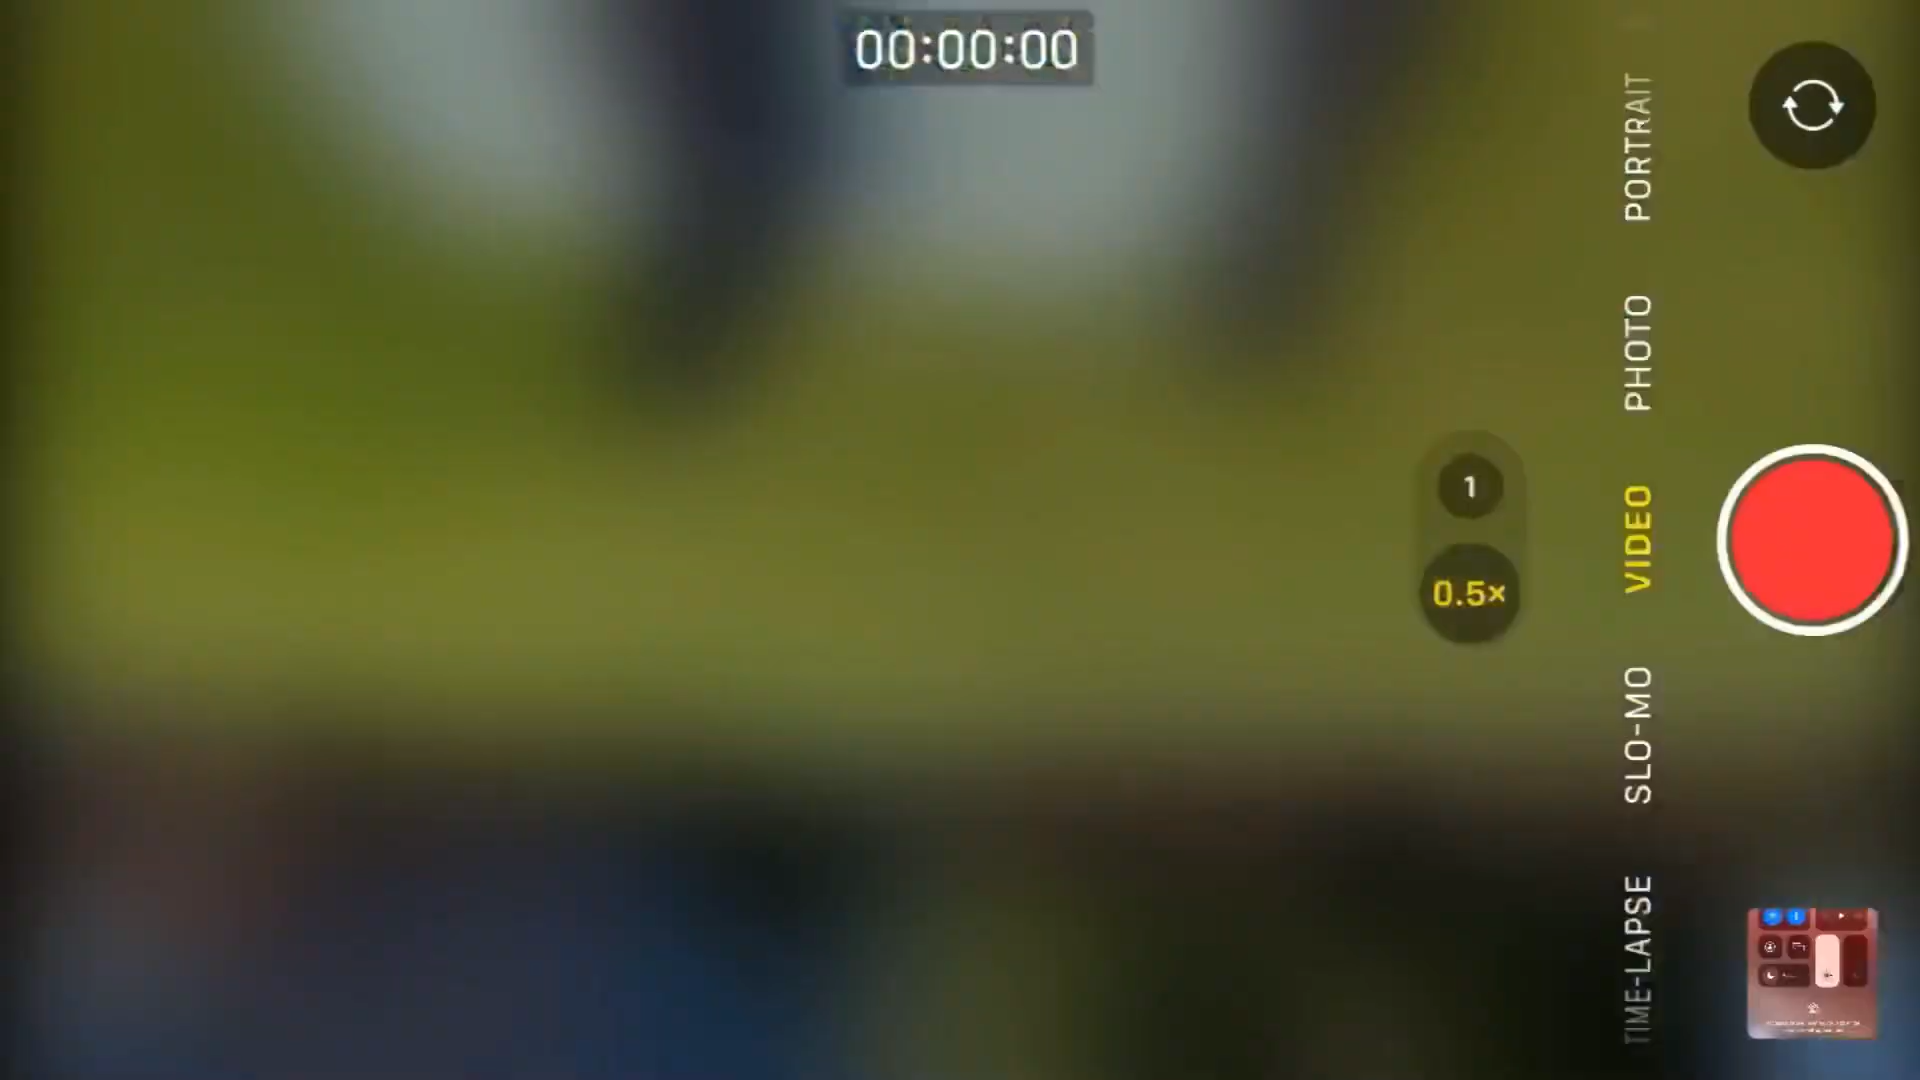 00:00:00
PORTRAIT
PHOTO
VIDEO
SLO-MO
TIME-LAPSE
1
0.5×